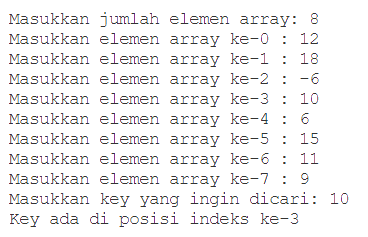 Masukkan jumlah elemen array: 8
Masukkan elemen array ke-0 : 12
Masukkan elemen array ke-1 : 18
Masukkan elemen array ke-2 : -6
Masukkan elemen array ke-3 : 10
Masukkan elemen array ke-4 : 6
Masukkan elemen array ke-5 : 15
Masukkan elemen array ke-6 : 11
Masukkan elemen array ke-7 : 9
Masukkan key yang ingin dicari: 10
Key ada di posisi indeks ke-3